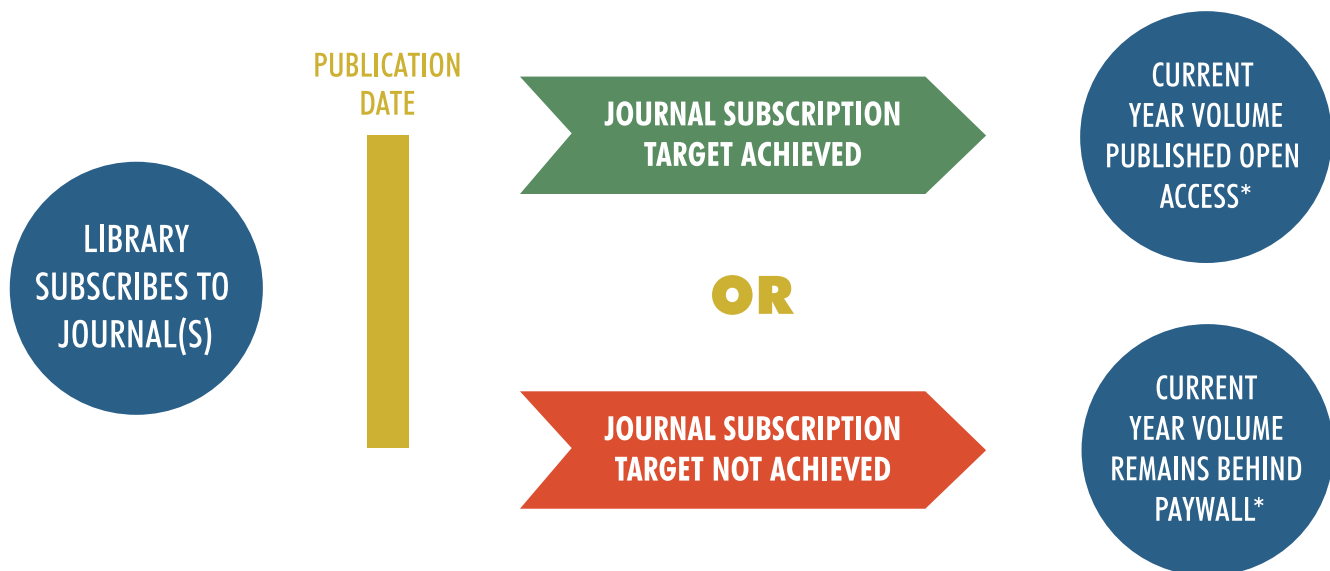 LIBRARY
SUBSCRIBES TO
JOURNAL(S)
PUBLICATION
DATE
JOURNAL SUBSCRIPTION
TARGET ACHIEVED
CURRENT
YEAR VOLUME
PUBLISHED OPEN
ACCESS*
OR
JOURNAL SUBSCRIPTION
TARGET NOT ACHIEVED
CURRENT
YEAR VOLUME
REMAINS BEHIND
PAYWALL*